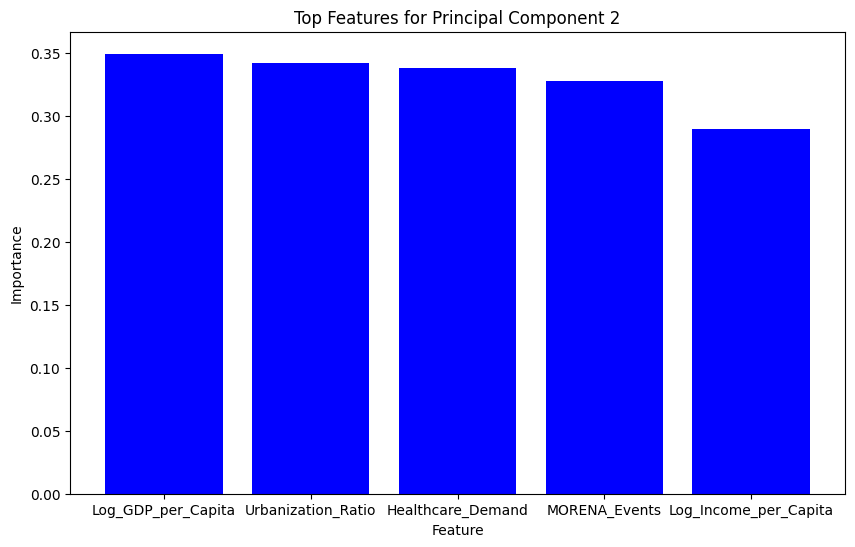 Top Features for Principal Component 2
Importance
0.35
0.30
0.25
0.20
0.15
0.10
0.05
0.00
Log_GDP_per_Capita Urbanization_Ratio Healthcare_Demand MORENA_Events Log_Income_per_Capita
Feature